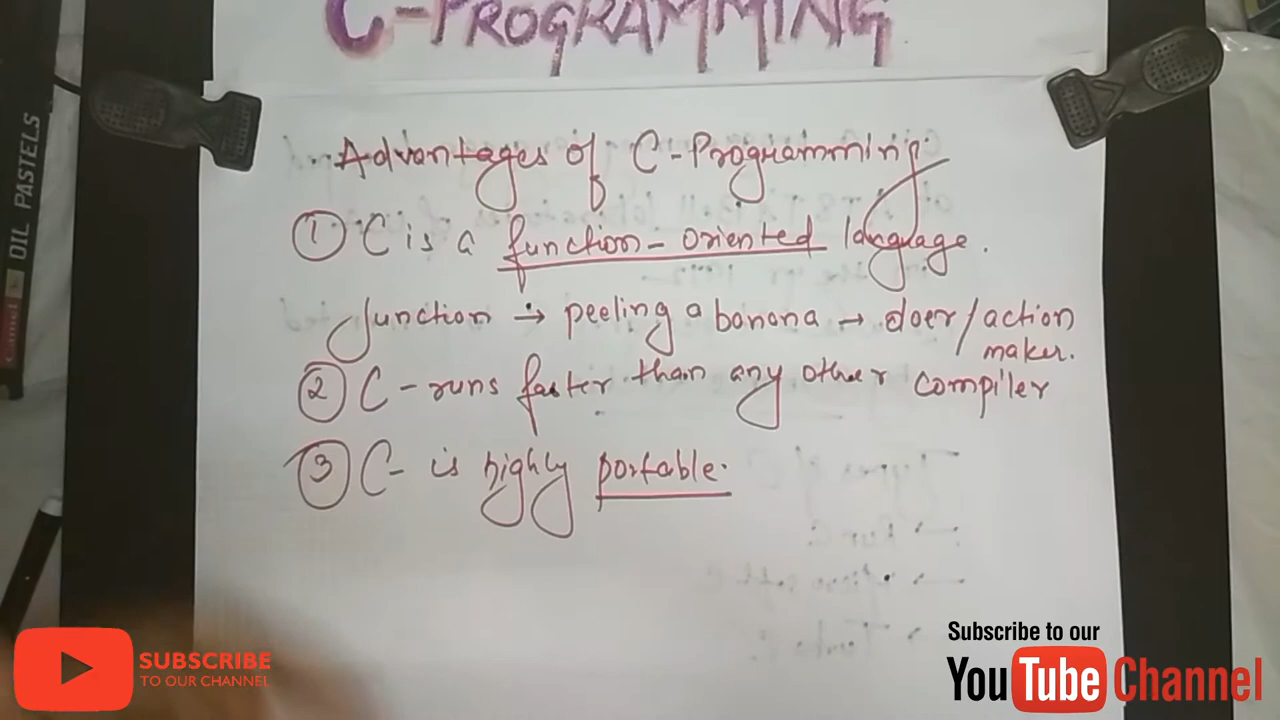 C-PROGRAMMING
Advantages of C-Programming.
① C is a function-oriented language.
function → peeling a banana → doer/action
maker.
② C-runs faster than any other compiler
③ C- is highly portable.
OIL PASTELS
Camel
SUBSCRIBE
TO OUR CHANNEL
Subscribe to our
YouTube Channel